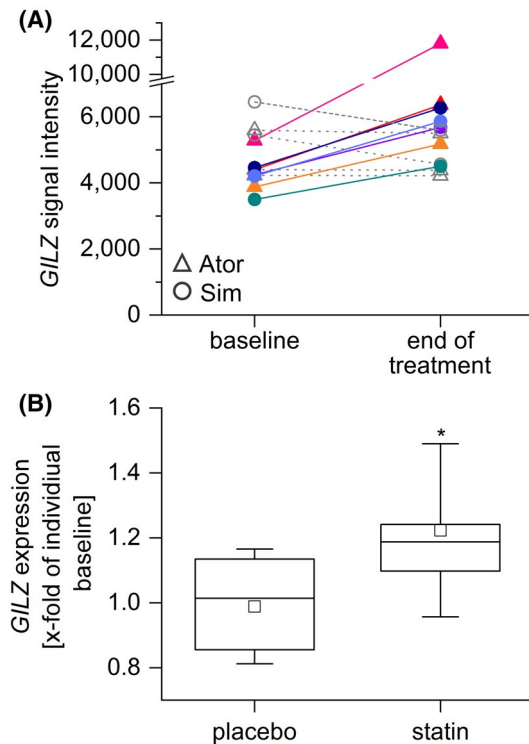 (A)
12,000
10,000
6,000
4,000
2,000
0
GILZ signal intensity
Ator
Sim
baseline
end of
treatment
(B)
1.6
1.4
1.2
1.0
0.8
GILZ expression
[x-fold of individiual
baseline]
*
placebo
statin